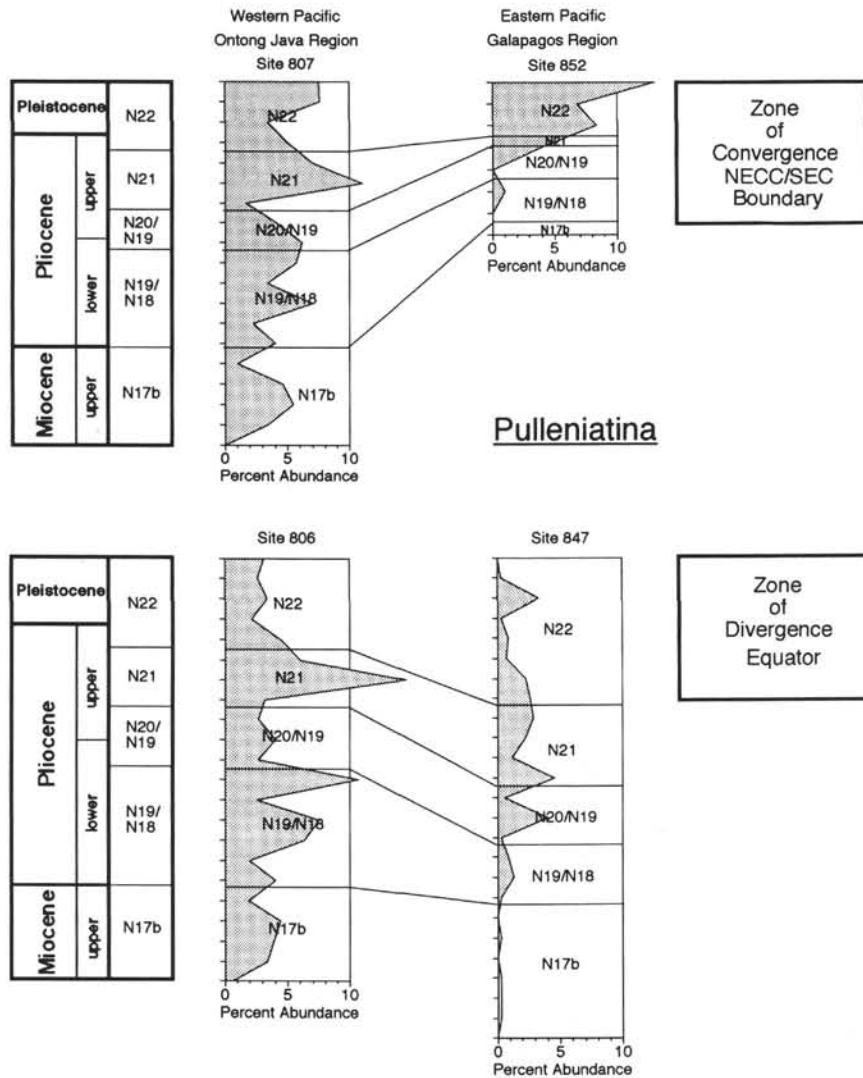 Western Pacific
Ontong Java Region
Site 807
Eastern Pacific
Galapagos Region
Site 852
Pleistocene
N22
Pliocene
upper
N21
N20/
N19
lower
N19/
N18
Miocene
upper
N17b
N22
N21
N20/N19
N19/N18
N17b
0 5 10
Percent Abundance
N22
N21
N20/N19
N19/N18
N17b
0 5 10
Percent Abundance
Zone
of
Convergence
NECC/SEC
Boundary
Pulleniatina
Site 806
Site 847
Pleistocene
N22
Pliocene
upper
N21
N20/
N19
lower
N19/
N18
Miocene
upper
N17b
N22
N21
N20/N19
N19/N18
N17b
0 5 10
Percent Abundance
N22
N21
N20/N19
N19/N18
N17b
0 5 10
Percent Abundance
Zone
of
Divergence
Equator